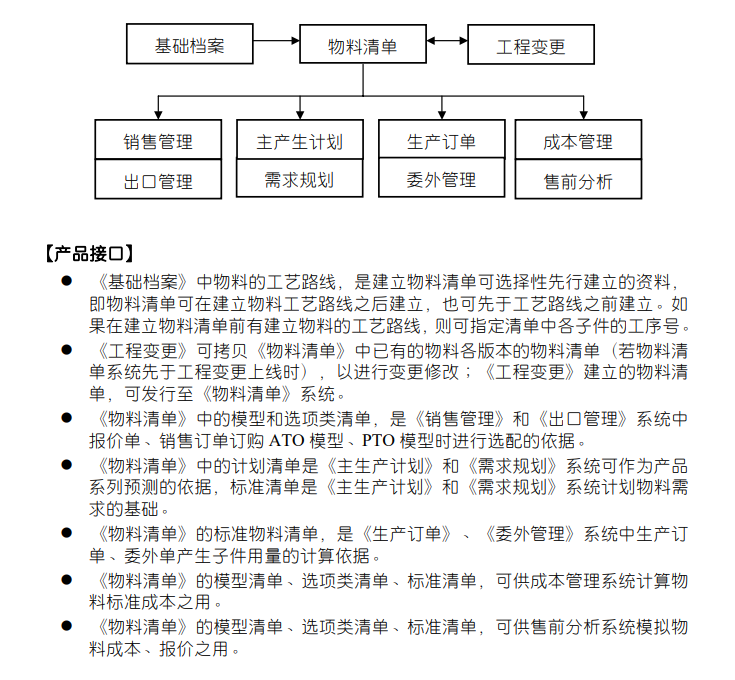 基础档案 物料清单 工程变更
销售管理 主产生计划 生产订单 成本管理
出口管理 需求规划 委外管理 售前分析
【产品接口】
● 《基础档案》中物料的工艺路线，是建立物料清单可选择性先行建立的资料，
即物料清单可在建立物料工艺路线之后建立，也可先于工艺路线之前建立。如
果在建立物料清单前有建立物料的工艺路线，则可指定清单中各子件的工序号。
● 《工程变更》可拷贝《物料清单》中已有的物料各版本的物料清单（若物料清
单系统先于工程变更上线时），以进行变更修改；《工程变更》建立的物料清
单，可发行至《物料清单》系统。
● 《物料清单》中的模型和选项类清单，是《销售管理》和《出口管理》系统中
报价单、销售订单订购 ATO 模型、PTO 模型时进行选配的依据。
● 《物料清单》中的计划清单是《主生产计划》和《需求规划》系统可作为产品
系列预测的依据，标准清单是《主生产计划》和《需求规划》系统计划物料需
求的基础。
● 《物料清单》的标准物料清单，是《生产订单》、《委外管理》系统中生产订
单、委外单产生子件用量的计算依据。
● 《物料清单》的模型清单、选项类清单、标准清单，可供成本管理系统计算物
料标准成本之用。
● 《物料清单》的模型清单、选项类清单、标准清单，可供售前分析系统模拟物
料成本、报价之用。